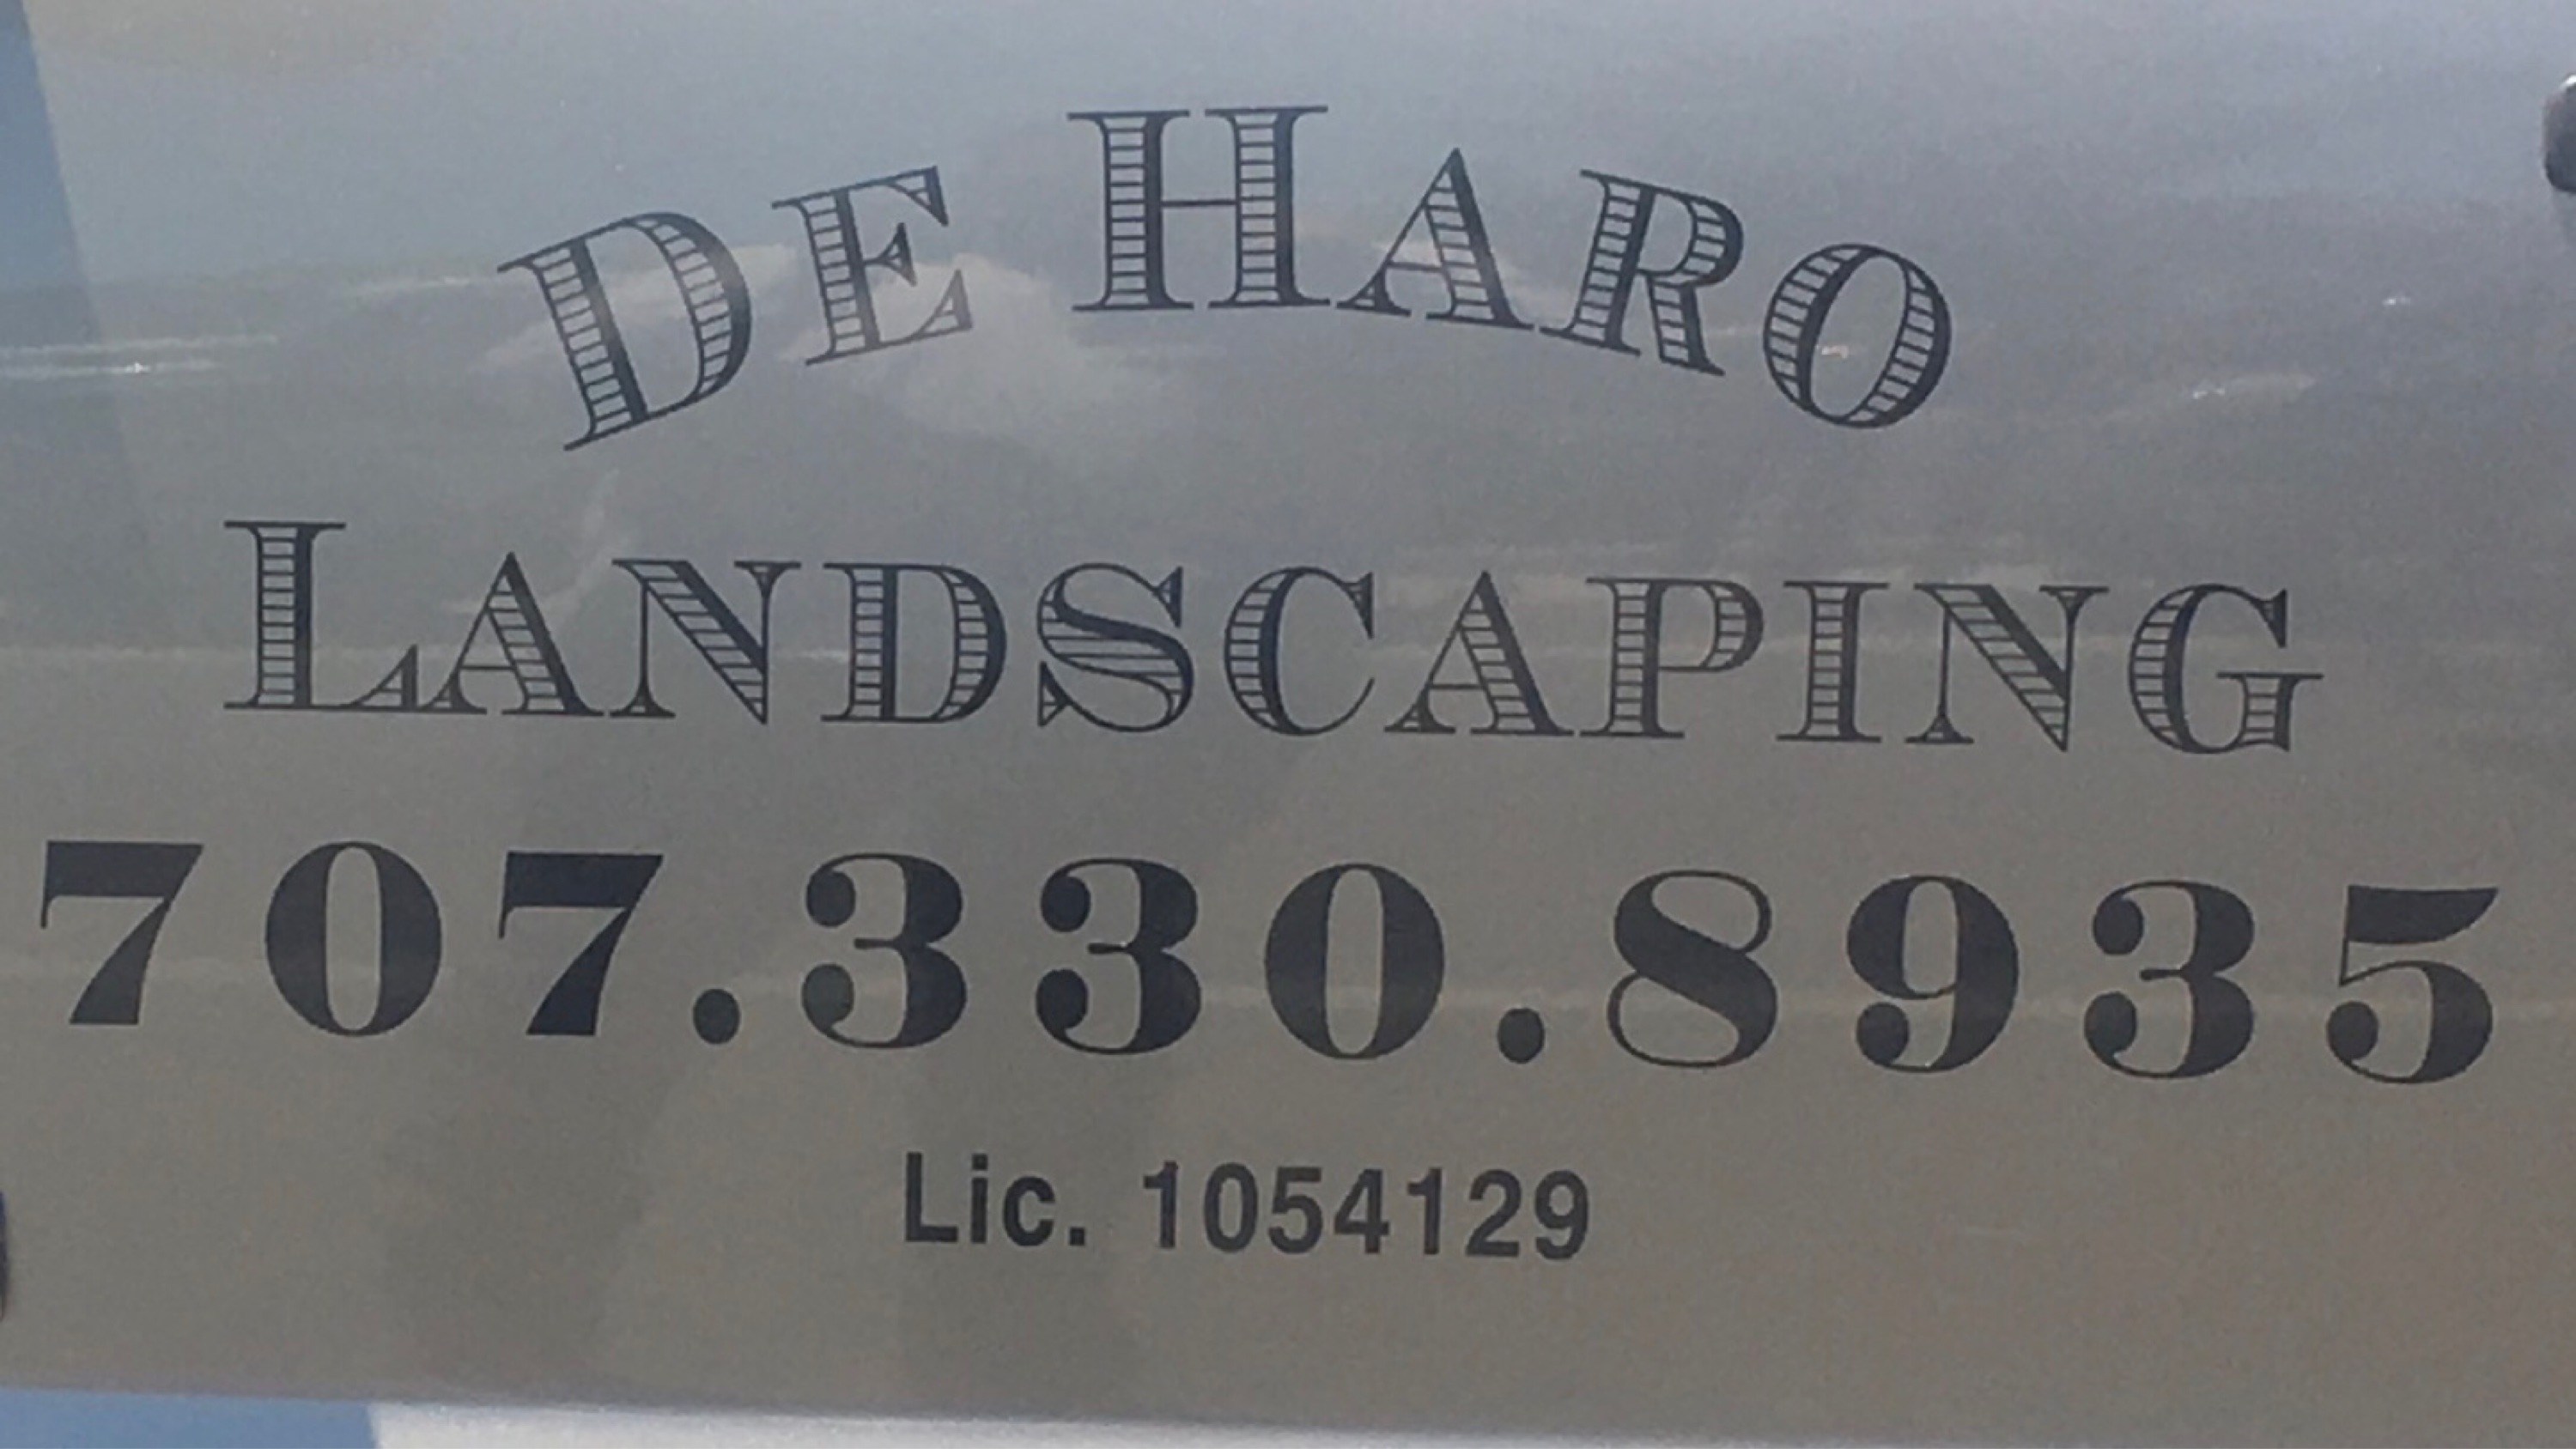 DE HARO
LANDSCAPING
707.330.8935
Lic. 1054129